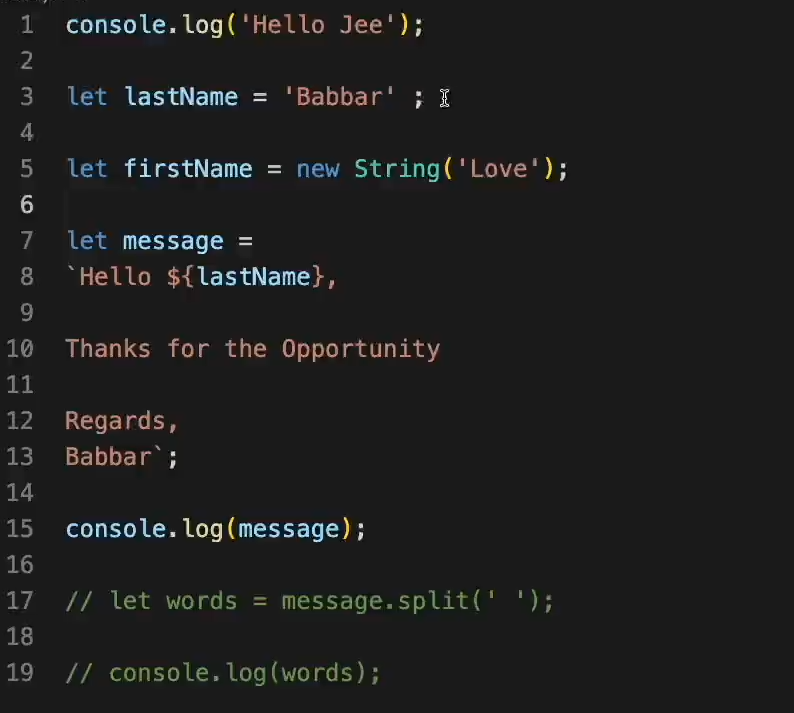 1 console.log('Hello Jee');
2
3 let lastName = 'Babbar' ;
4
5 let firstName = new String('Love');
6
7 let message =
8 `Hello ${lastName},
9
10 Thanks for the Opportunity
11
12 Regards,
13 Babbar`;
14
15 console.log(message);
16
17 // let words = message.split(' ');
18
19 // console.log(words);